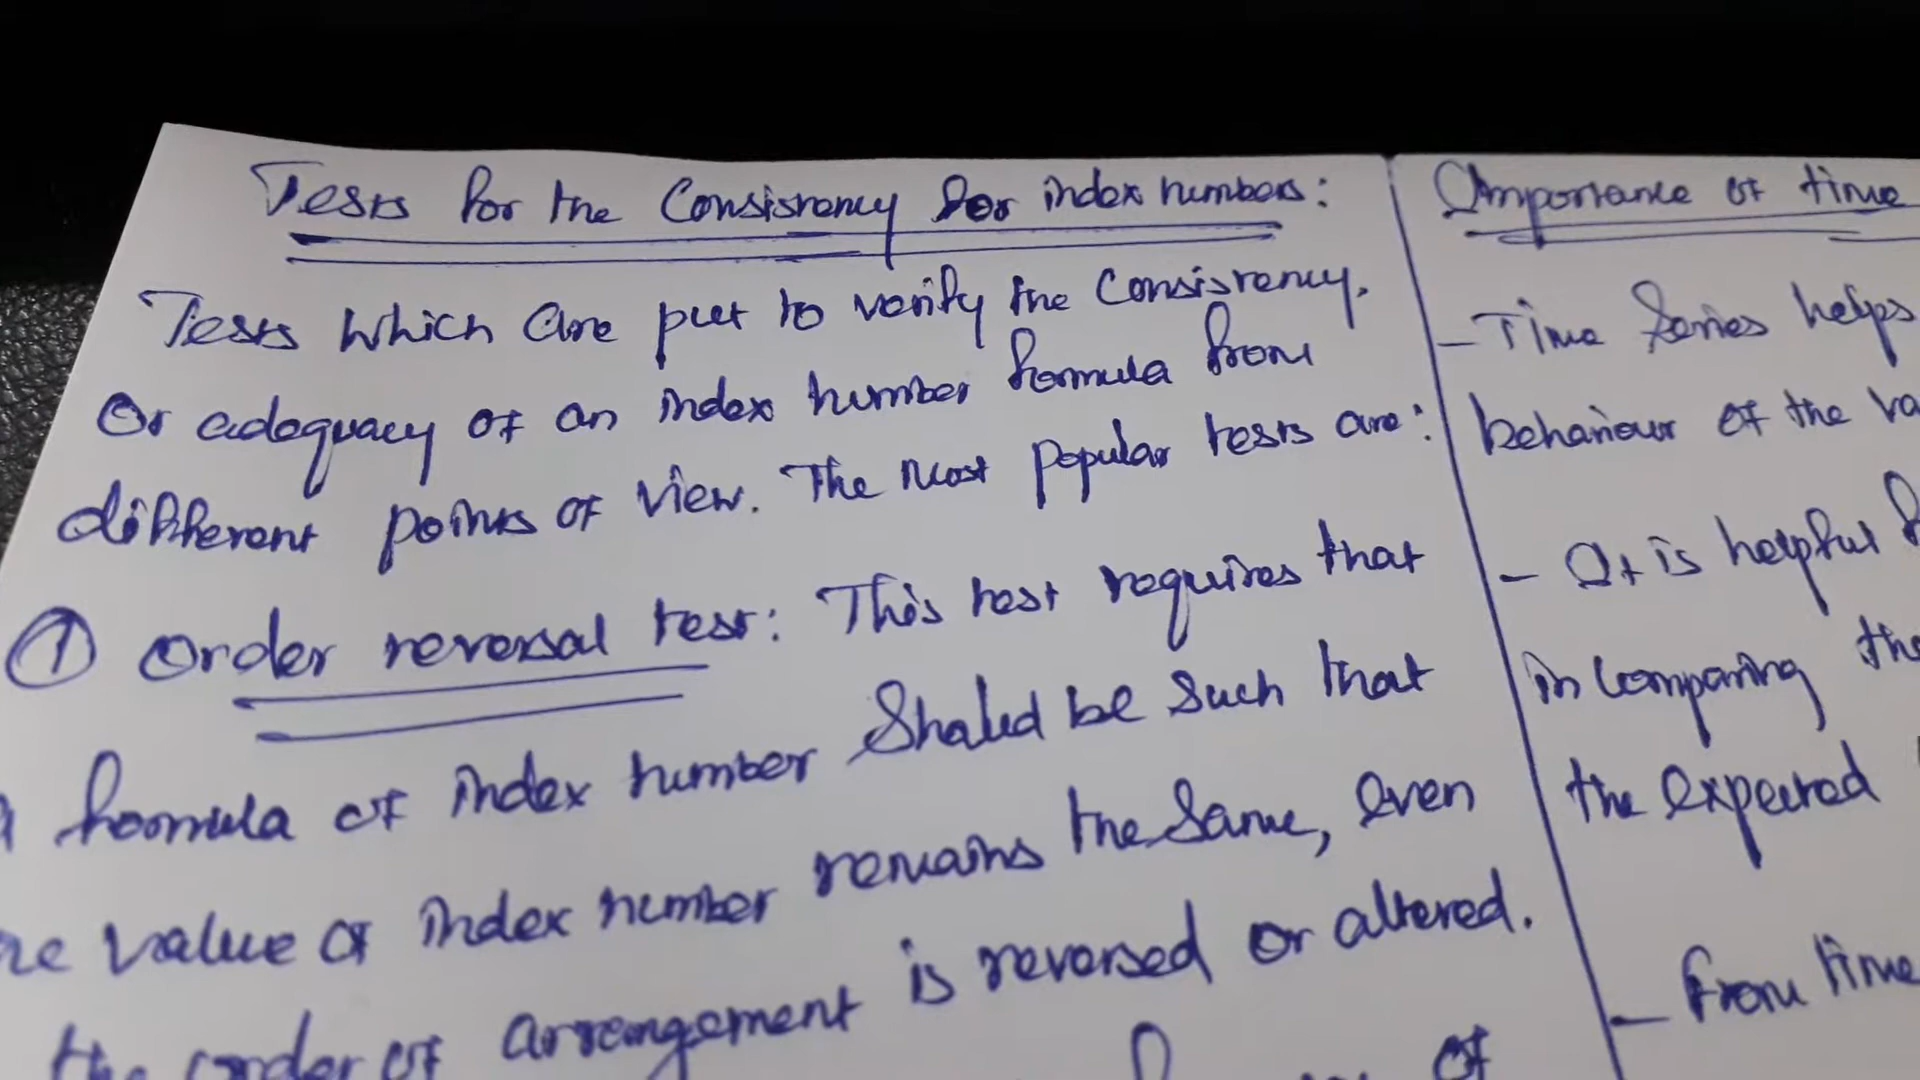 Tests for the Consistency for index numbers:
Tests which are put to verify the Consistency,
Or adequacy of an index number formula from
different points of view. The most popular tests are:
① Order reversal test: This test requires that
formula of index number Should be such that
value of index number remains the same, even
the order of arrangement is reversed or altered.
of
Importance of time
- Time Series helps
behaviour of the
- It is helpful
in Comparing the
the expected
- From time